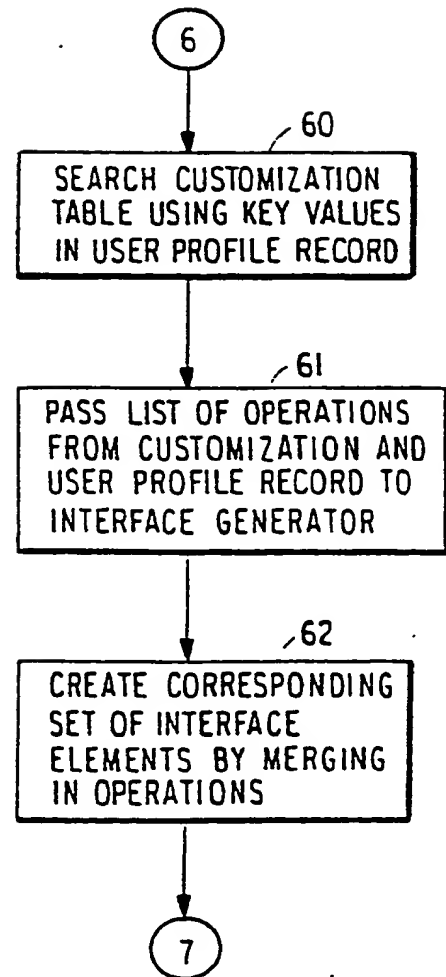 6
60
SEARCH CUSTOMIZATION
TABLE USING KEY VALUES
IN USER PROFILE RECORD
61
PASS LIST OF OPERATIONS
FROM CUSTOMIZATION AND
USER PROFILE RECORD TO
INTERFACE GENERATOR
62
CREATE CORRESPONDING
SET OF INTERFACE
ELEMENTS BY MERGING
IN OPERATIONS
7